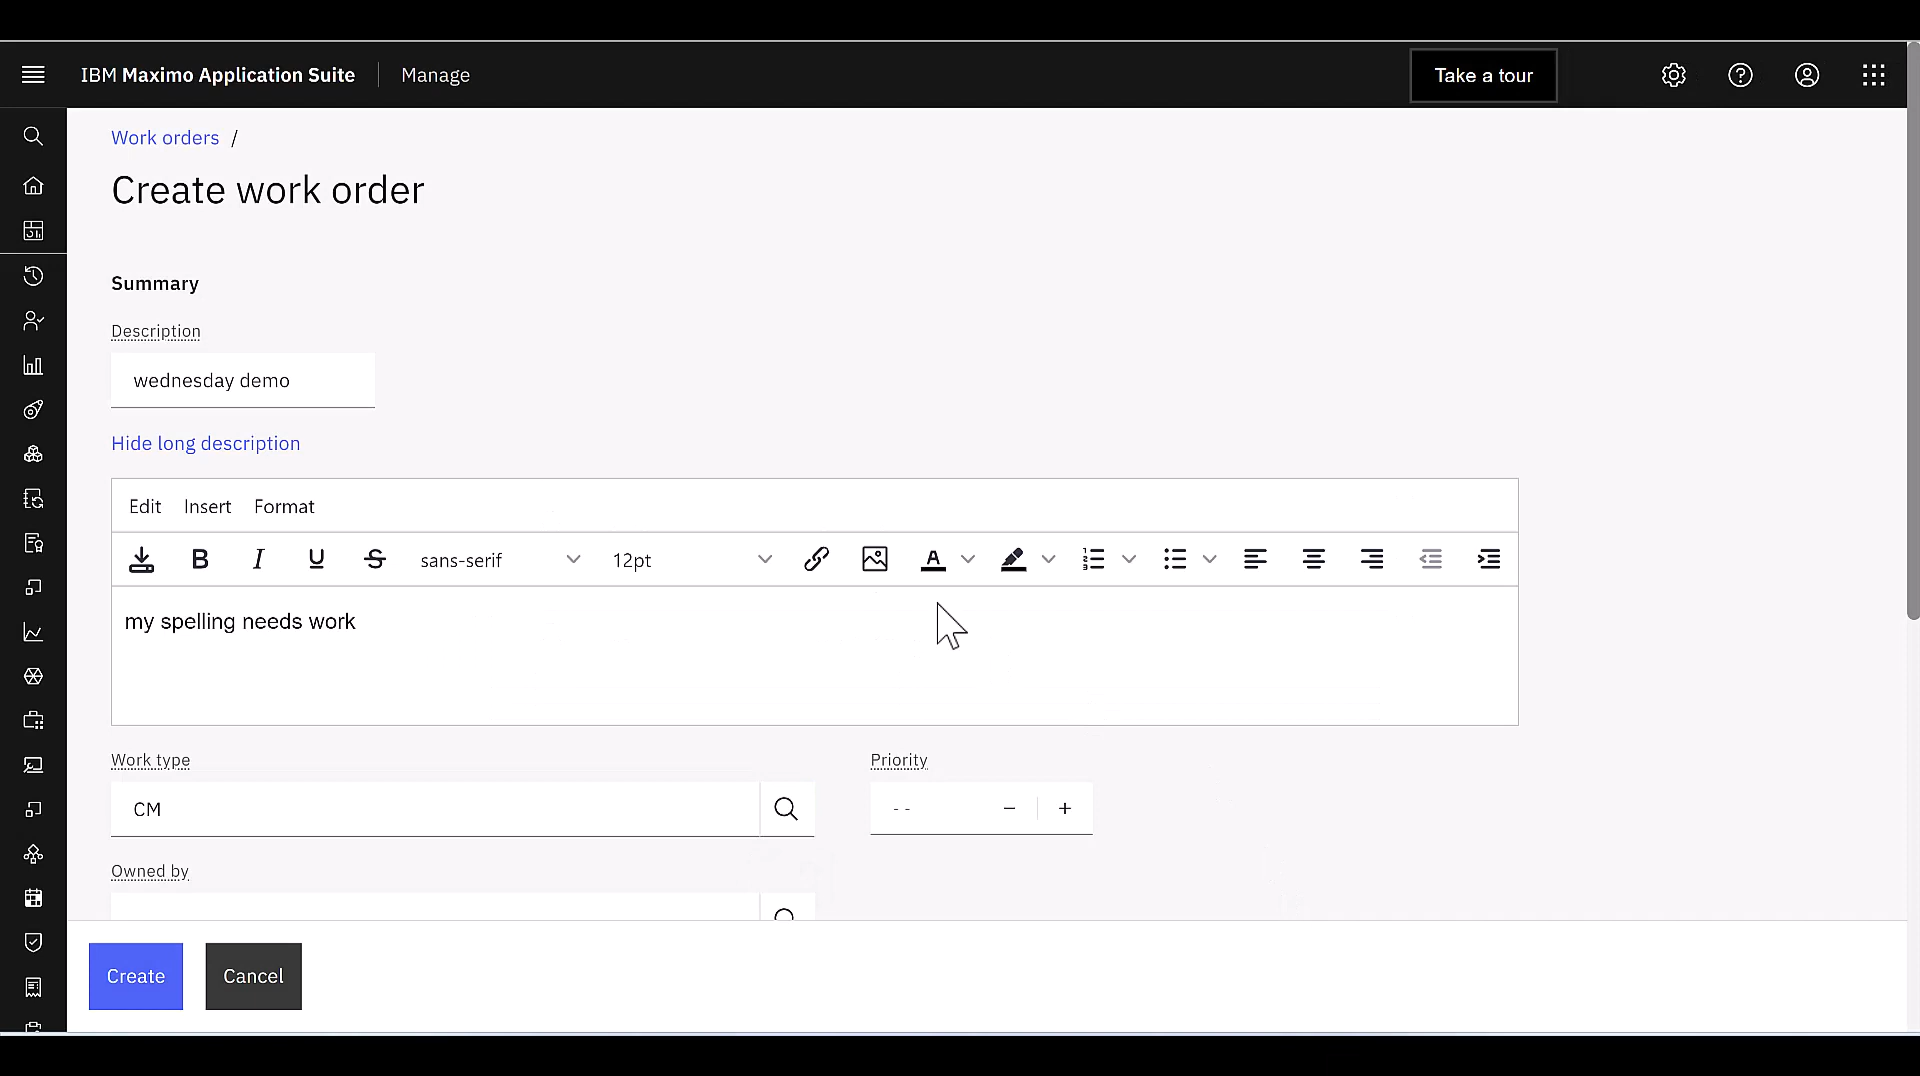 IBM Maximo Application Suite Manage Take a tour
Work orders /
Create work order
Summary
Description
wednesday demo
Hide long description
Edit Insert Format
B I U S sans-serif 12pt A
my spelling needs work
Work type Priority
CM -- − +
Owned by
Create Cancel